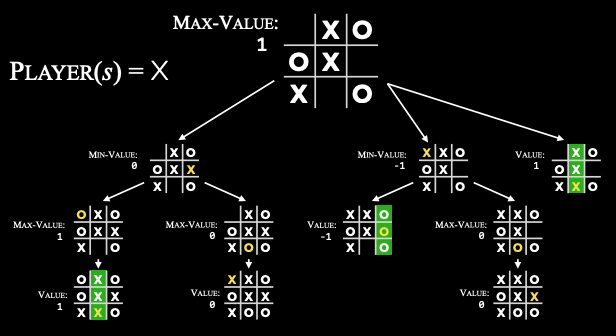 MAX-VALUE:
1
X O
O X
X O
PLAYER(s) = X
MIN-VALUE:
0
X O
O X X
X O
MIN-VALUE:
-1
X X O
O X
X O
VALUE:
1
X O
O X
X X O
MAX-VALUE:
1
O X O
O X X
X O
MAX-VALUE:
0
X O
O X X
X O O
VALUE:
-1
X X O
O X O
X O
MAX-VALUE:
0
X X O
O X
X O O
VALUE:
1
O X O
O X X
X X O
VALUE:
0
X X O
O X X
X O O
VALUE:
0
X X O
O X X
X O O